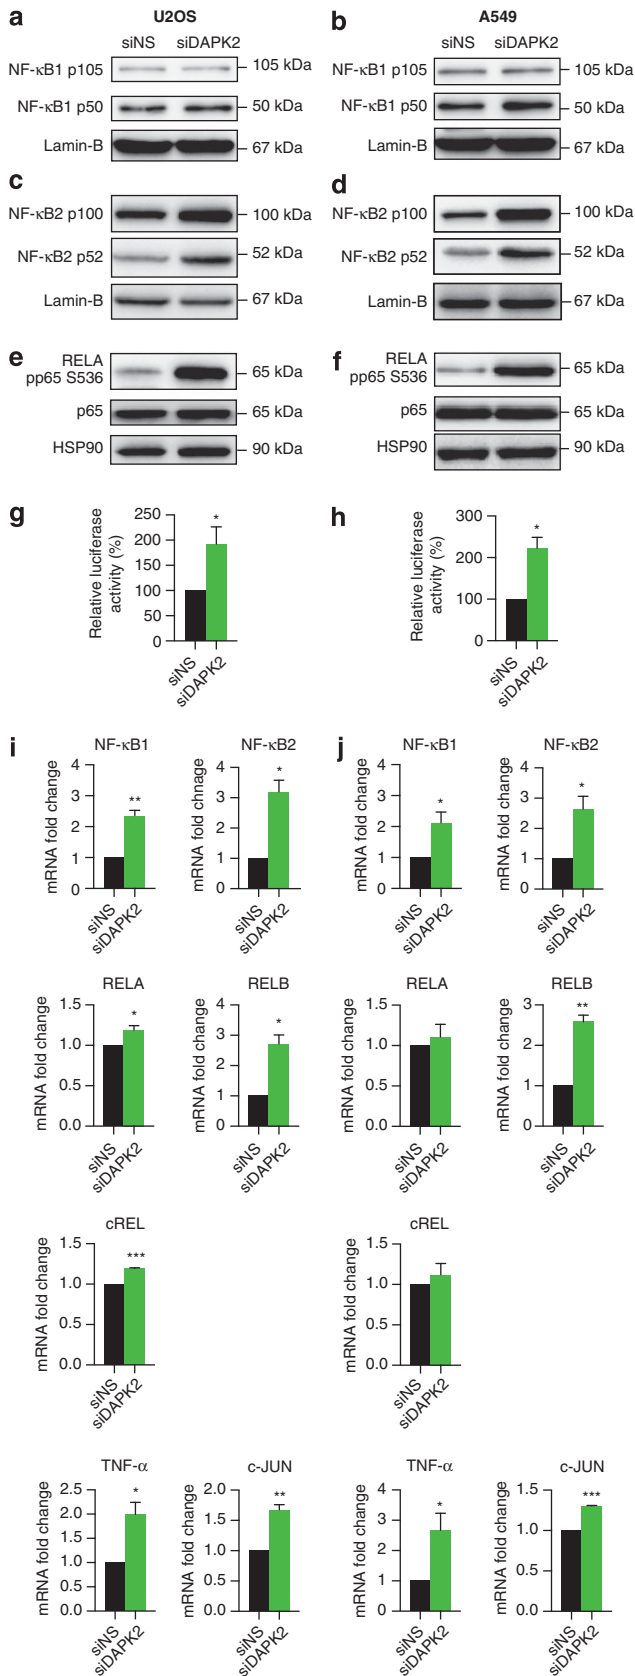 a
U2OS
siNS siDAPK2
NF-κB1 p105
105 kDa
NF-κB1 p50
50 kDa
Lamin-B
67 kDa
b
A549
siNS siDAPK2
NF-κB1 p105
105 kDa
NF-κB1 p50
50 kDa
Lamin-B
67 kDa
c
NF-κB2 p100
100 kDa
NF-κB2 p52
52 kDa
Lamin-B
67 kDa
d
NF-κB2 p100
100 kDa
NF-κB2 p52
52 kDa
Lamin-B
67 kDa
e
RELA
pp65 S536
65 kDa
p65
65 kDa
HSP90
90 kDa
f
RELA
pp65 S536
65 kDa
p65
65 kDa
HSP90
90 kDa
g
Relative luciferase
activity (%)
250
200
150
100
50
0
*
siNS
siDAPK2
h
Relative luciferase
activity (%)
300
200
100
0
*
siNS
siDAPK2
i
NF-κB1
mRNA fold change
4
3
2
1
0
**
siNS
siDAPK2
NF-κB2
mRNA fold chnage
4
3
2
1
0
*
siNS
siDAPK2
j
NF-κB1
mRNA fold change
4
3
2
1
0
*
siNS
siDAPK2
NF-κB2
mRNA fold change
4
3
2
1
0
*
siNS
siDAPK2
RELA
mRNA fold change
1.5
1.0
0.5
0.0
*
siNS
siDAPK2
RELB
mRNA fold change
4
3
2
1
0
*
siNS
siDAPK2
RELA
mRNA fold change
1.5
1.0
0.5
0.0
siNS
siDAPK2
RELB
mRNA fold change
3
2
1
0
**
siNS
siDAPK2
cREL
mRNA fold change
1.5
1.0
0.5
0.0
***
siNS
siDAPK2
cREL
mRNA fold change
1.5
1.0
0.5
0.0
siNS
siDAPK2
TNF-α
mRNA fold change
2.5
2.0
1.5
1.0
0.5
0.0
*
siNS
siDAPK2
c-JUN
mRNA fold change
2.0
1.5
1.0
0.5
0.0
**
siNS
siDAPK2
TNF-α
mRNA fold change
4
3
2
1
0
*
siNS
siDAPK2
c-JUN
mRNA fold change
1.5
1.0
0.5
0.0
***
siNS
siDAPK2